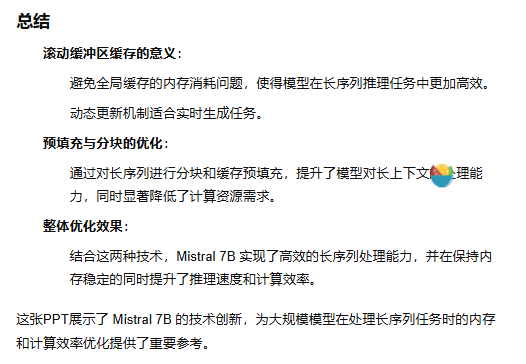 总结
滚动缓冲区缓存的意义：
避免全局缓存的内存消耗问题，使得模型在长序列推理任务中更加高效。
动态更新机制适合实时生成任务。
预填充与分块的优化：
通过对长序列进行分块和缓存预填充，提升了模型对长上下文 处理能
力，同时显著降低了计算资源需求。
整体优化效果：
结合这两种技术，Mistral 7B 实现了高效的长序列处理能力，并在保持内
存稳定的同时提升了推理速度和计算效率。
这张PPT展示了 Mistral 7B 的技术创新，为大规模模型在处理长序列任务时的内存
和计算效率优化提供了重要参考。